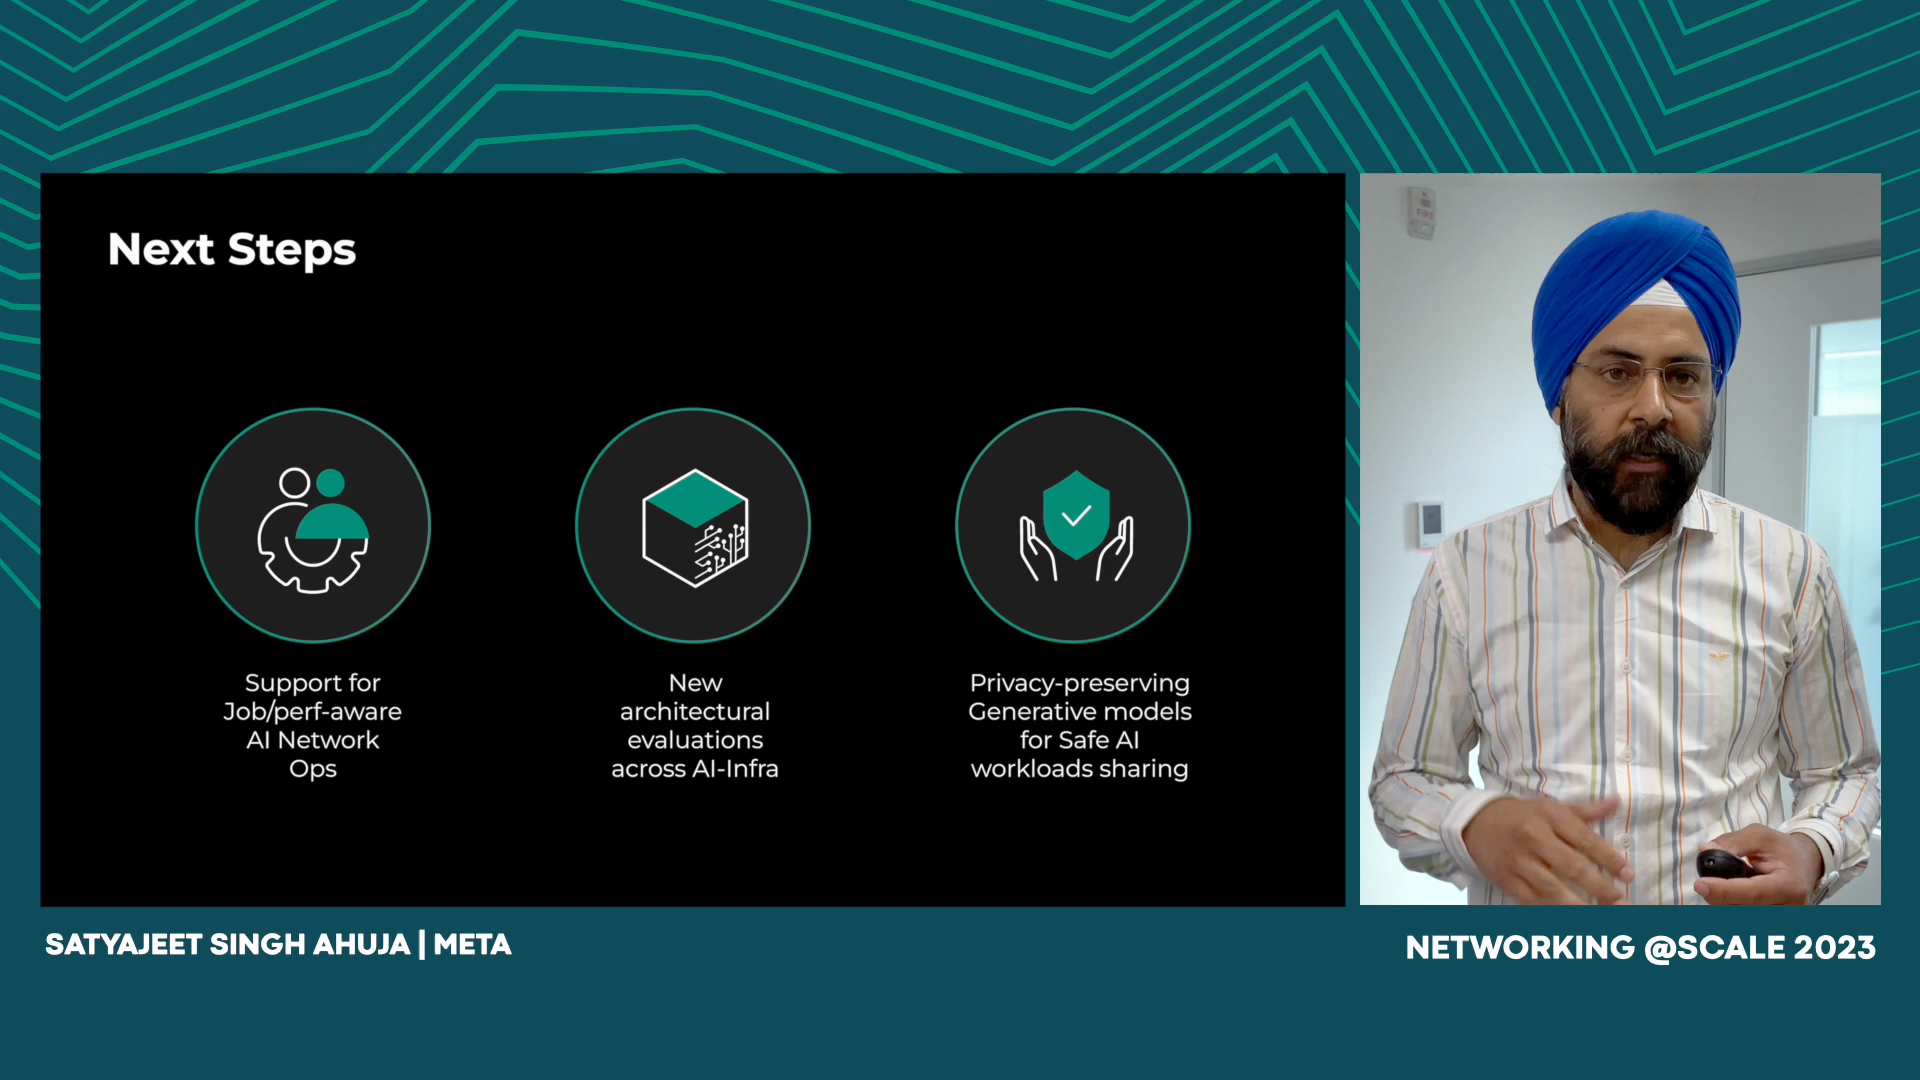 Next Steps
Support for
Job/perf-aware
AI Network
Ops
New
architectural
evaluations
across AI-Infra
Privacy-preserving
Generative models
for Safe AI
workloads sharing
FIRE
SATYAJEET SINGH AHUJA | META
NETWORKING @SCALE 2023